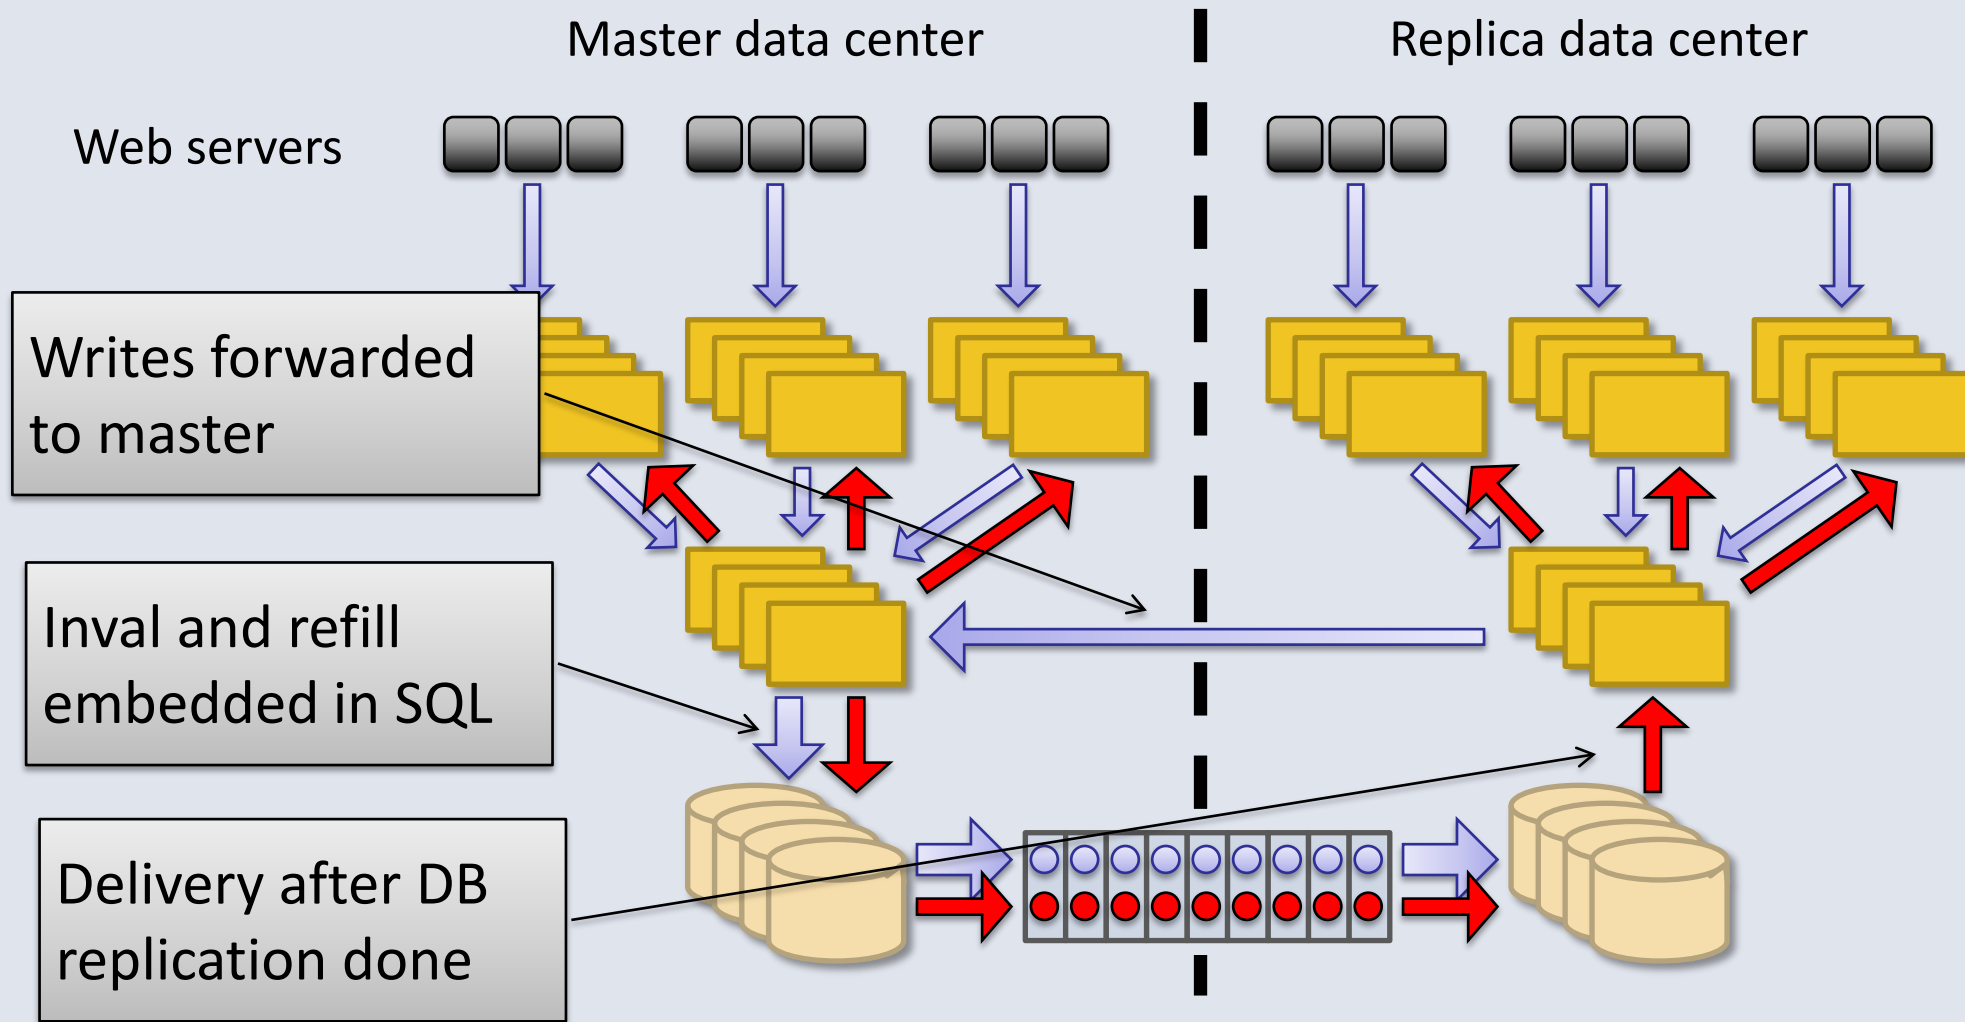 Master data center
Replica data center
Web servers
Writes forwarded
to master
Inval and refill
embedded in SQL
Delivery after DB
replication done